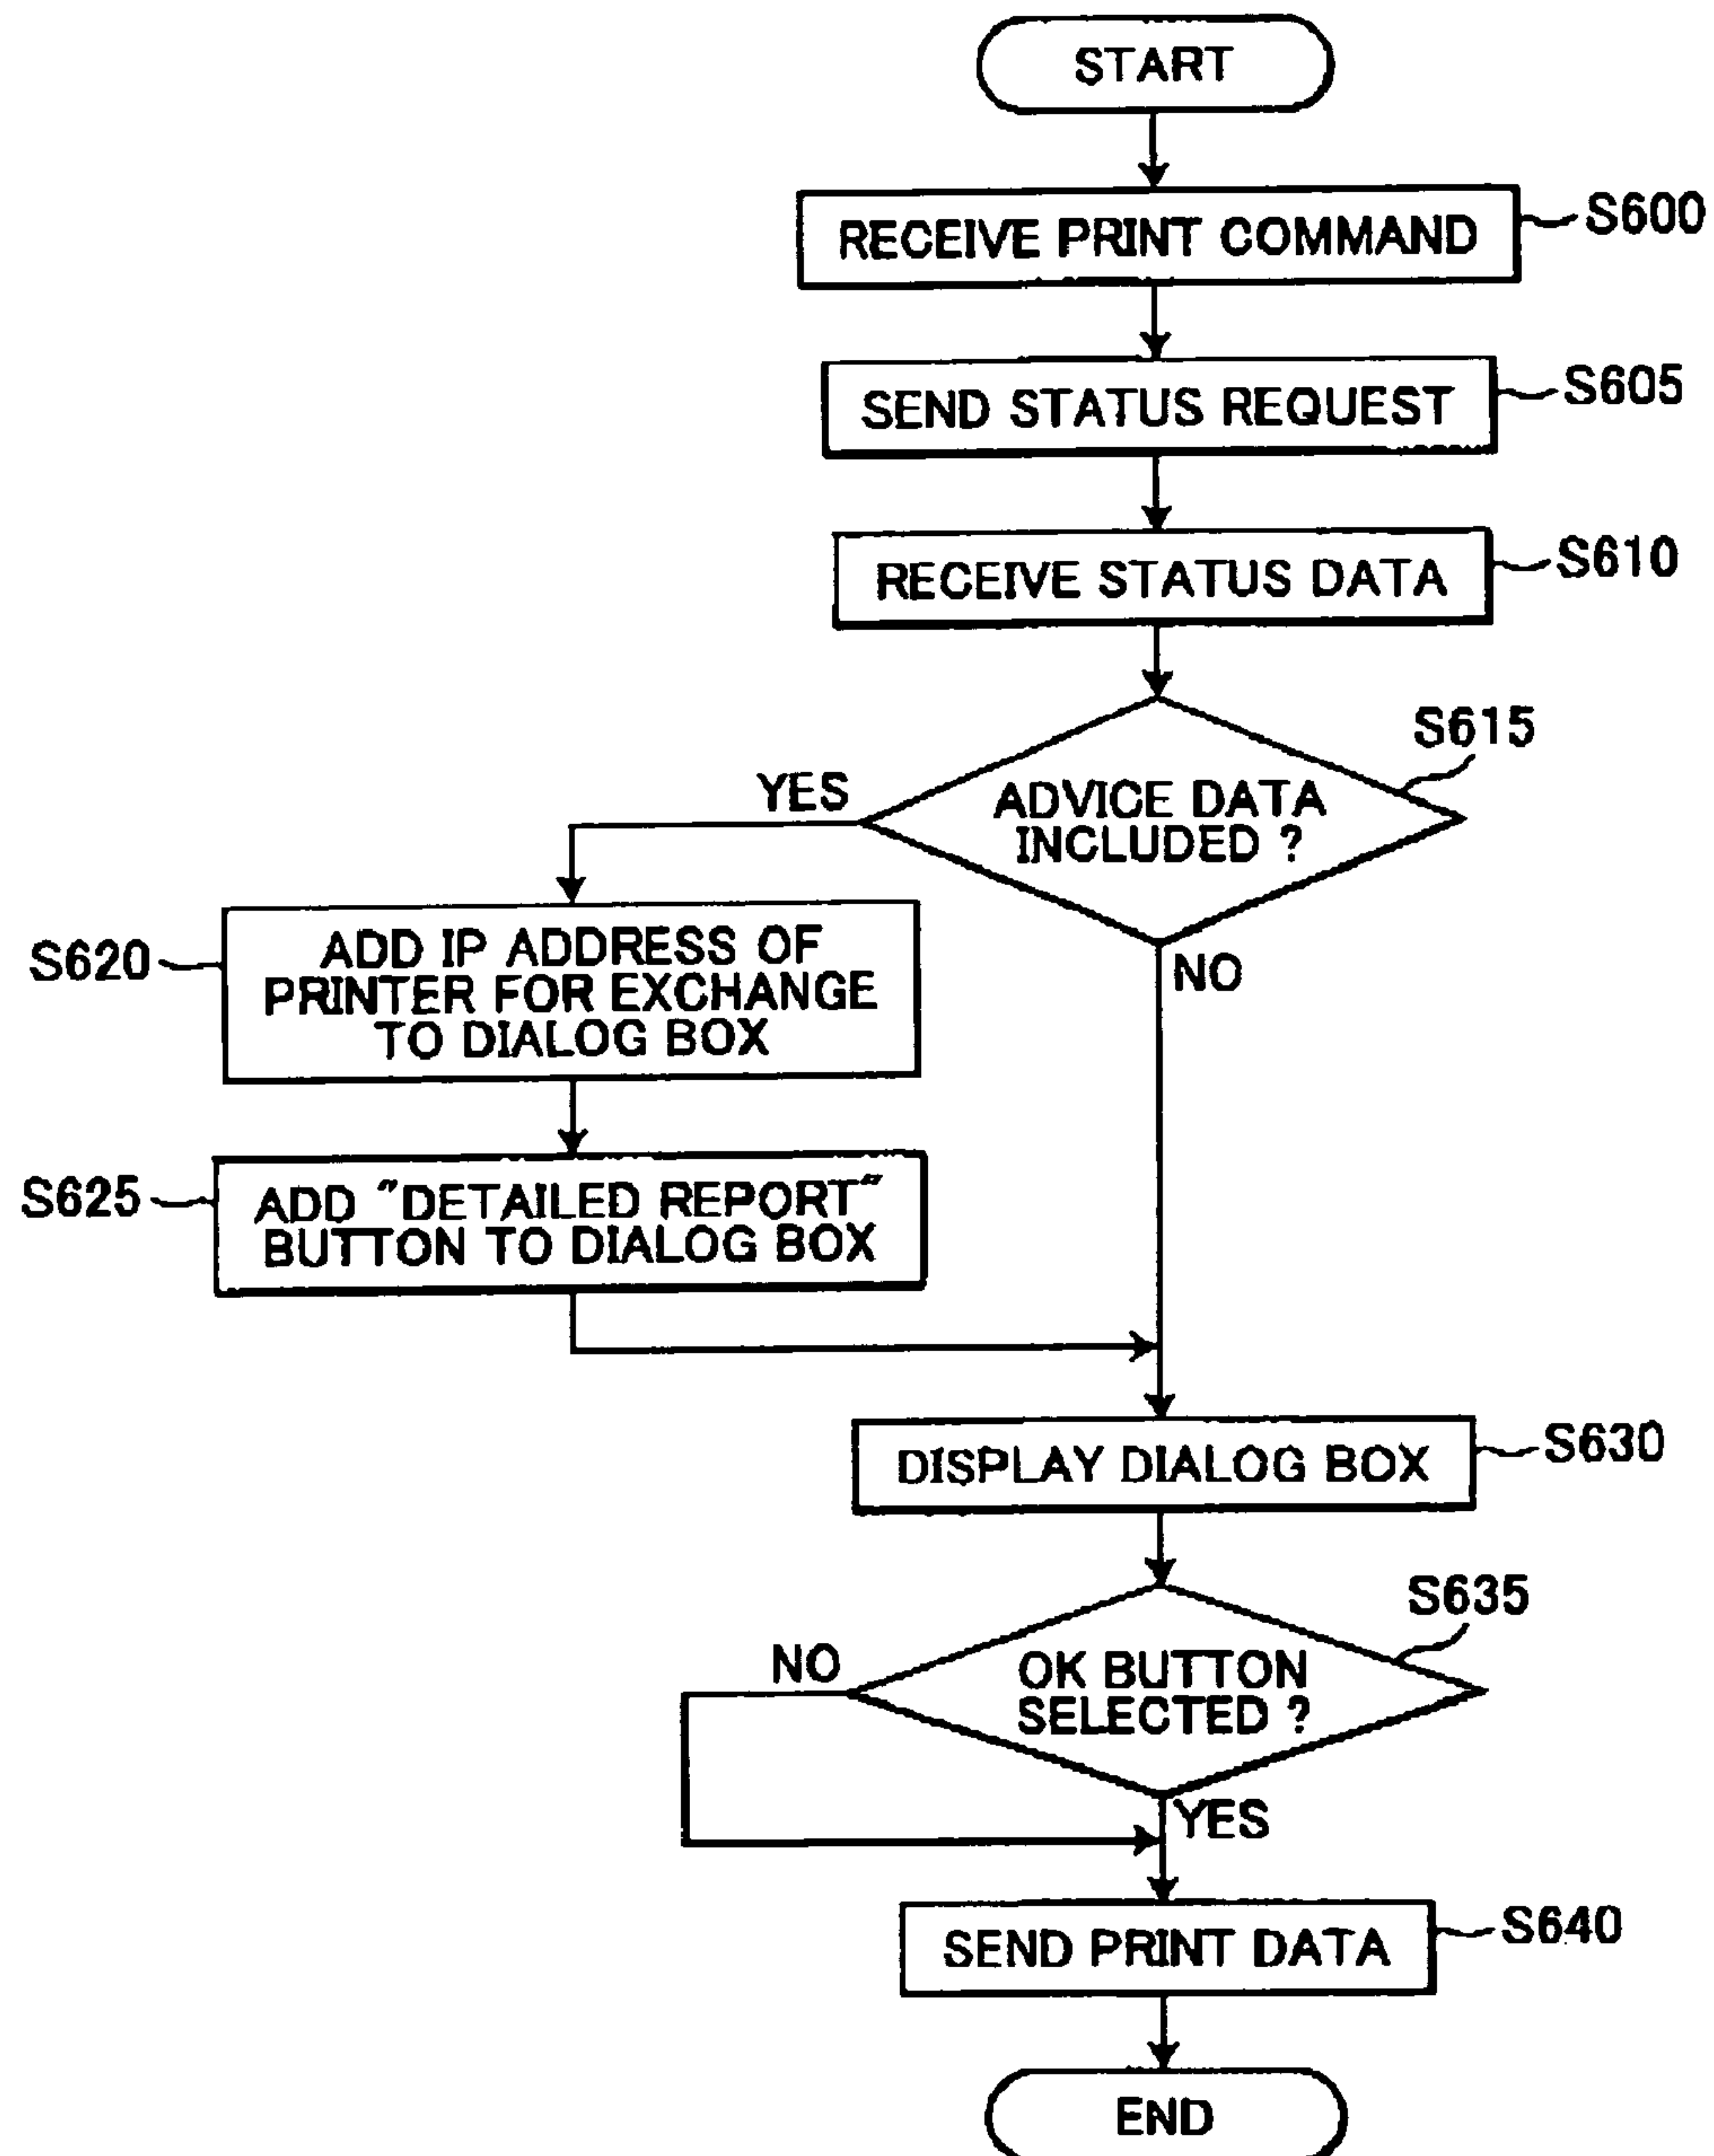 START
RECEIVE PRINT COMMAND
S600
SEND STATUS REQUEST
S605
RECEIVE STATUS DATA
S610
S615
YES
ADVICE DATA
INCLUDED ?
NO
S620
ADD IP ADDRESS OF
PRINTER FOR EXCHANGE
TO DIALOG BOX
S625
ADD "DETAILED REPORT"
BUTTON TO DIALOG BOX
DISPLAY DIALOG BOX
S630
S635
NO
OK BUTTON
SELECTED ?
YES
SEND PRINT DATA
S640
END